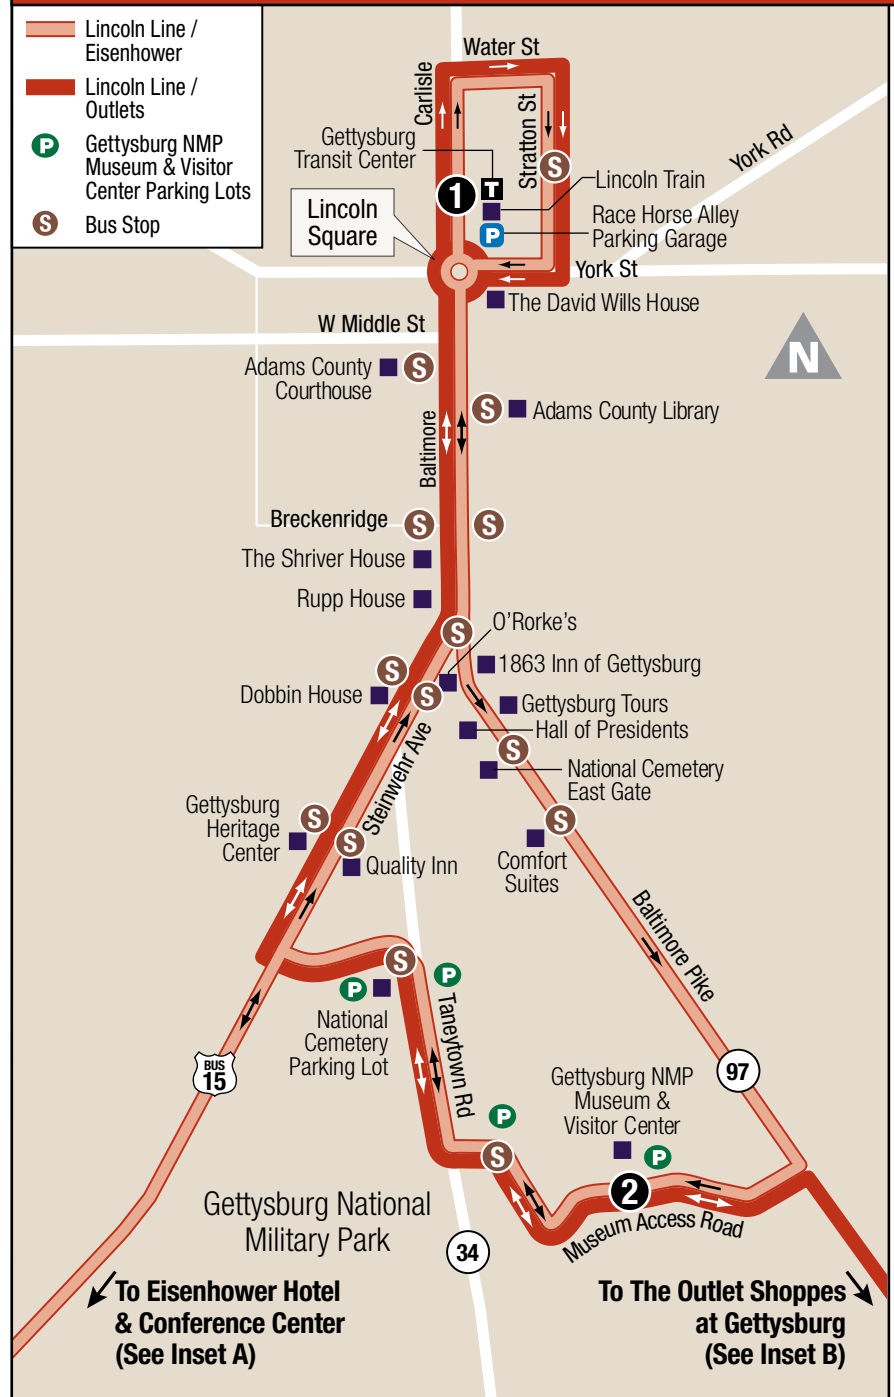 Lincoln Line /
Eisenhower
Lincoln Line /
Outlets
P
Gettysburg NMP
Museum & Visitor
Center Parking Lots
S
Bus Stop
Water St
Carlisle
Stratton St
Gettysburg
Transit Center
York Rd
1
T
S
Lincoln Train
Lincoln
Square
P
Race Horse Alley
Parking Garage
York St
The David Wills House
W Middle St
N
Adams County
Courthouse
S
S
Adams County Library
Baltimore
Breckenridge
S
S
The Shriver House
Rupp House
S
O'Rorke's
1863 Inn of Gettysburg
S
Dobbin House
S
Gettysburg Tours
Hall of Presidents
Steinwehr Ave
S
National Cemetery
East Gate
Gettysburg
Heritage
Center
S
S
Quality Inn
S
Comfort
Suites
Baltimore Pike
S
P
P
National
Cemetery
Parking Lot
Taneytown Rd
BUS
15
97
Gettysburg NMP
Museum &
Visitor Center
P
S
P
2
Museum Access Road
Gettysburg National
Military Park
34
To Eisenhower Hotel
& Conference Center
(See Inset A)
To The Outlet Shoppes
at Gettysburg
(See Inset B)